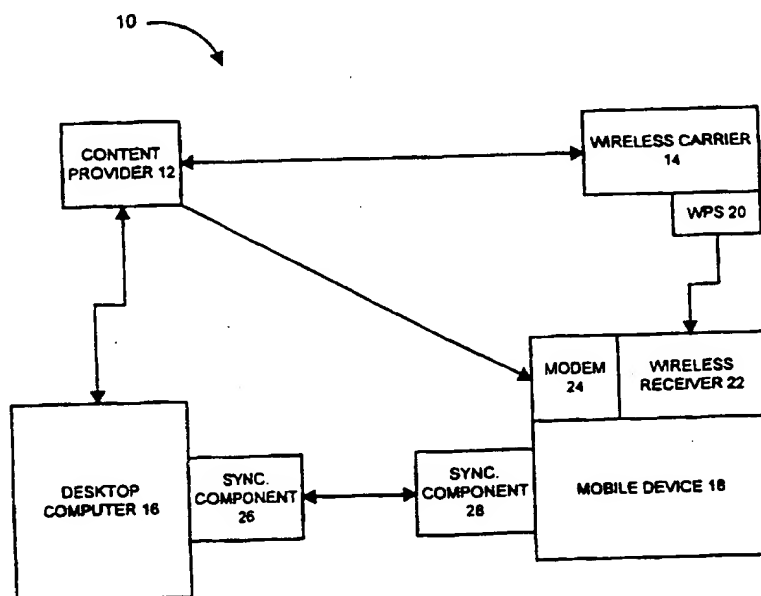 10
CONTENT
PROVIDER 12
WIRELESS CARRIER
14
WPS 20
MODEM
24
WIRELESS
RECEIVER 22
DESKTOP
COMPUTER 16
SYNC.
COMPONENT
26
SYNC.
COMPONENT
28
MOBILE DEVICE 18